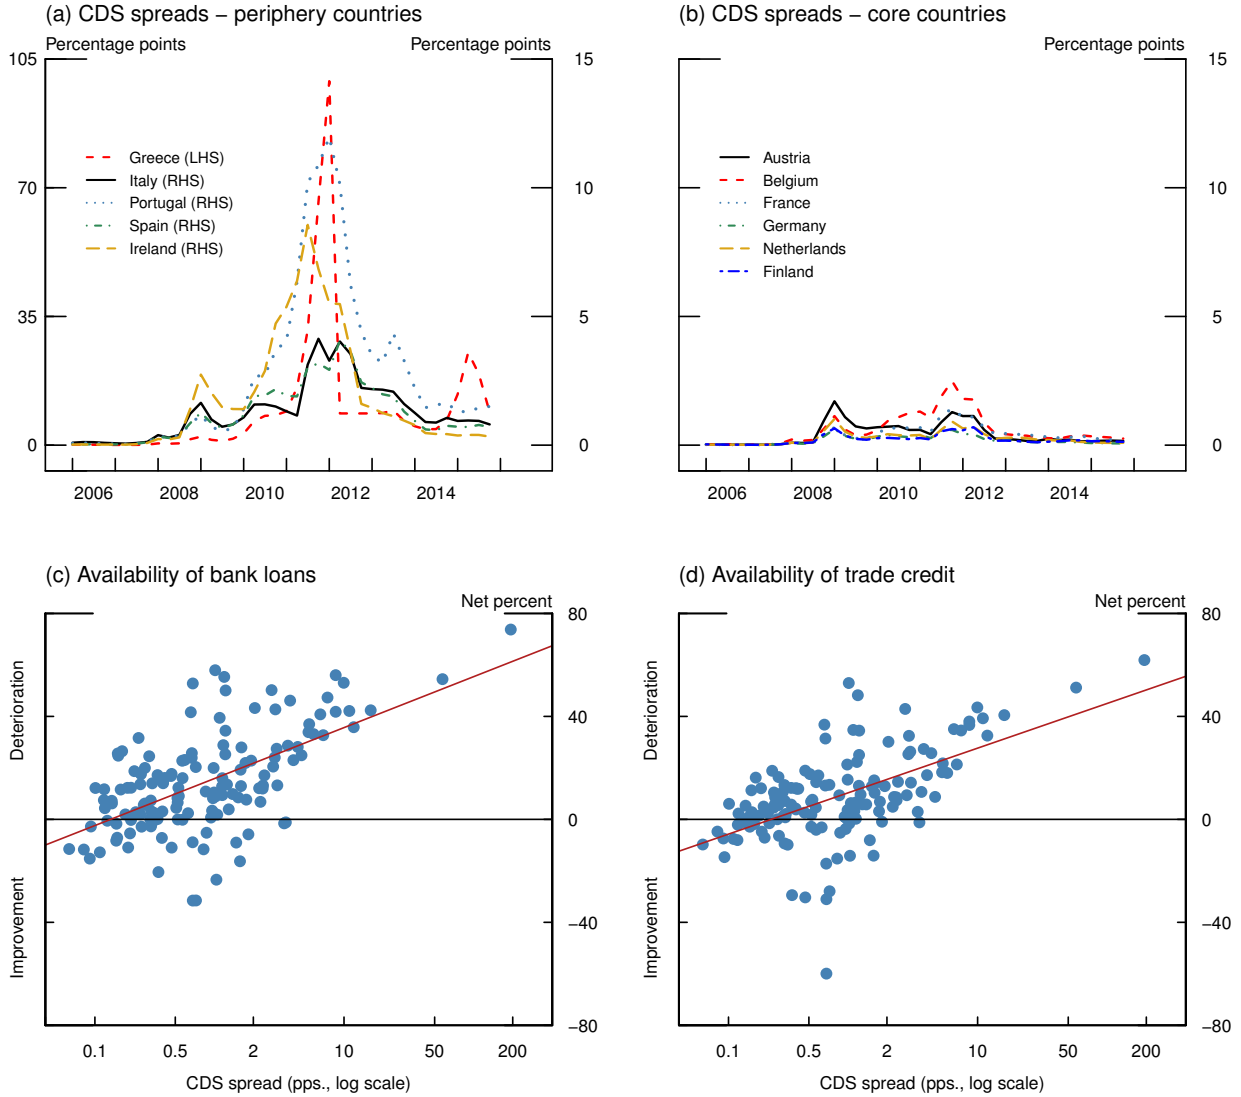 (a) CDS spreads − periphery countries
Percentage points Percentage points
105 15
70 10
35 5
0 0
Greece (LHS)
Italy (RHS)
Portugal (RHS)
Spain (RHS)
Ireland (RHS)
2006 2008 2010 2012 2014
(b) CDS spreads − core countries
Percentage points
15
10
5
0
Austria
Belgium
France
Germany
Netherlands
Finland
2006 2008 2010 2012 2014
(c) Availability of bank loans
Net percent
80
40
0
−40
−80
Deterioration
Improvement
0.1 0.5 2 10 50 200
CDS spread (pps., log scale)
(d) Availability of trade credit
Net percent
80
40
0
−40
−80
Deterioration
Improvement
0.1 0.5 2 10 50 200
CDS spread (pps., log scale)